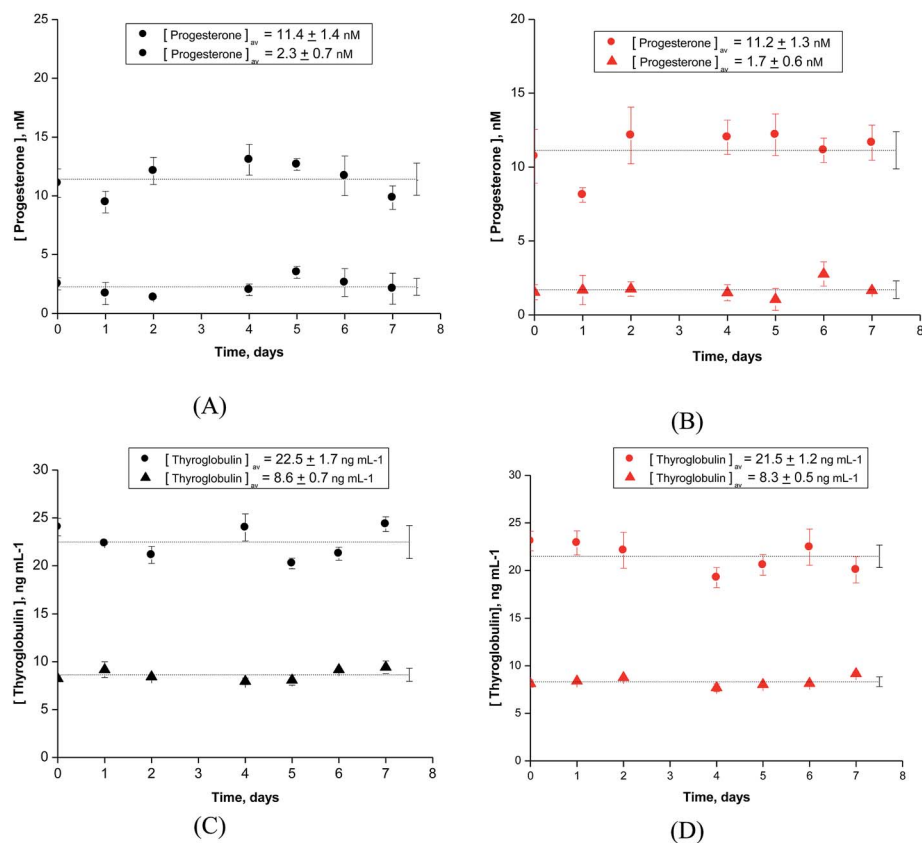 (A)
25
20
15
10
5
0
[ Progesterone ], nM
[ Progesterone ]av = 11.4 ± 1.4 nM
[ Progesterone ]av = 2.3 ± 0.7 nM
0 1 2 3 4 5 6 7 8
Time, days
(B)
20
15
10
5
0
[ Progesterone ], nM
[ Progesterone ]av = 11.2 ± 1.3 nM
[ Progesterone ]av = 1.7 ± 0.6 nM
0 1 2 3 4 5 6 7 8
Time, days
(C)
30
25
20
15
10
5
0
[ Thyroglobulin ], ng mL-1
[ Thyroglobulin ]av = 22.5 ± 1.7 ng mL-1
[ Thyroglobulin ]av = 8.6 ± 0.7 ng mL-1
0 1 2 3 4 5 6 7 8
Time, days
(D)
30
25
20
15
10
5
0
[ Thyroglobulin], ng mL-1
[ Thyroglobulin ]av = 21.5 ± 1.2 ng mL-1
[ Thyroglobulin ]av = 8.3 ± 0.5 ng mL-1
0 1 2 3 4 5 6 7 8
Time, days